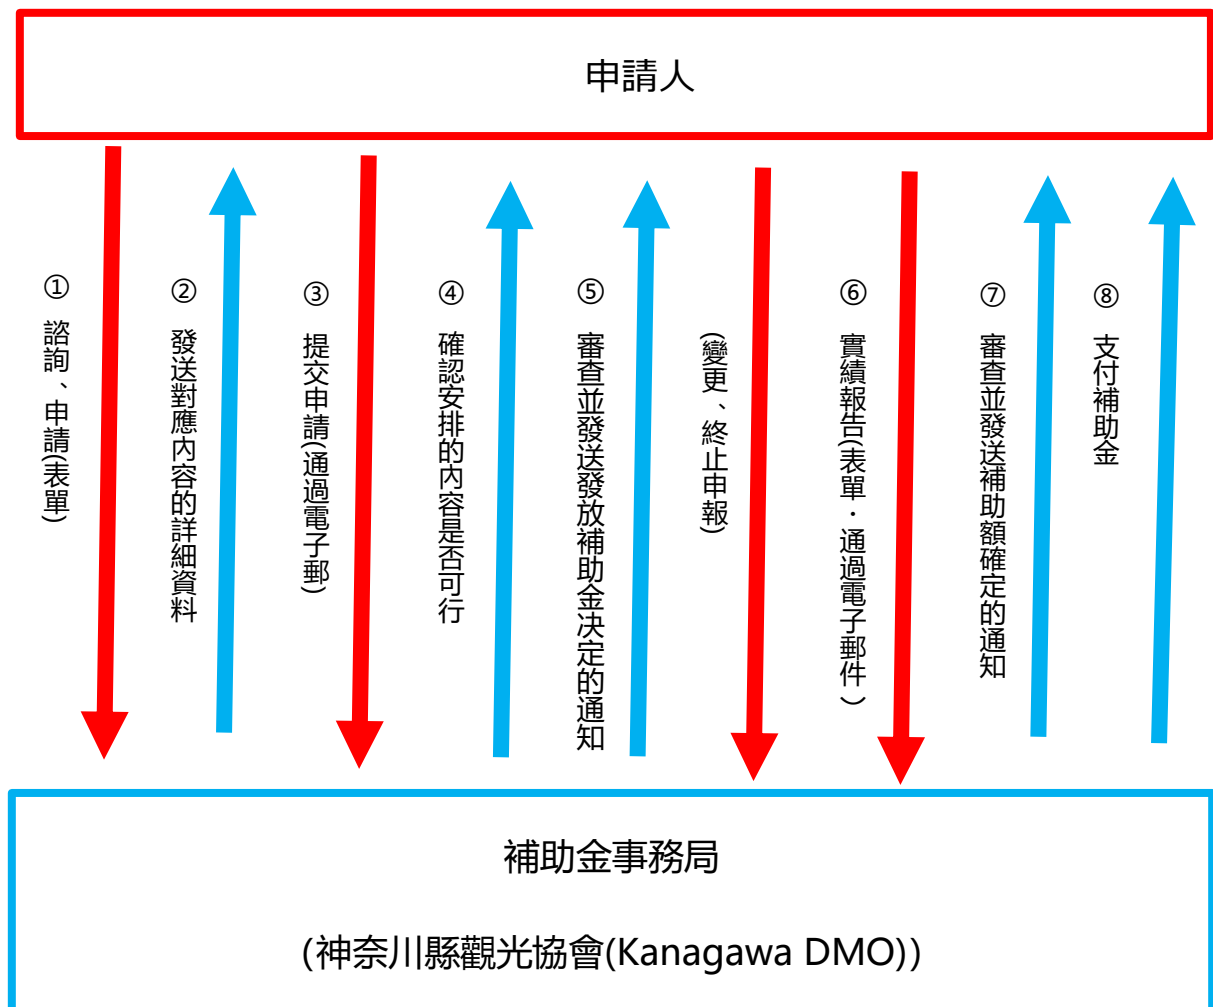 申請人
① 諮詢、申請(表單)
② 發送對應內容的詳細資料
③ 提交申請(通過電子郵)
④ 確認安排的內容是否可行
⑤ 審查並發送發放補助金決定的通知
(變更、終止申報)
⑥ 實績報告(表單・通過電子郵件)
⑦ 審查並發送補助額確定的通知
⑧ 支付補助金
補助金事務局
(神奈川縣觀光協會(Kanagawa DMO))